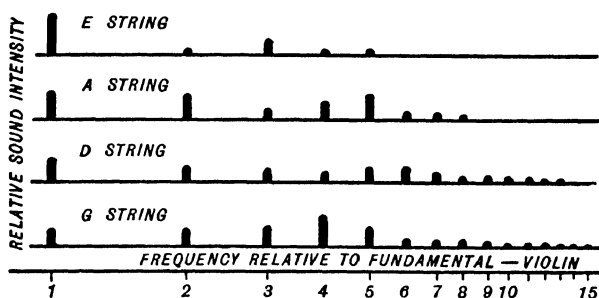 RELATIVE SOUND INTENSITY
E STRING
A STRING
D STRING
G STRING
FREQUENCY RELATIVE TO FUNDAMENTAL — VIOLIN
1 2 3 4 5 6 7 8 9 10 15